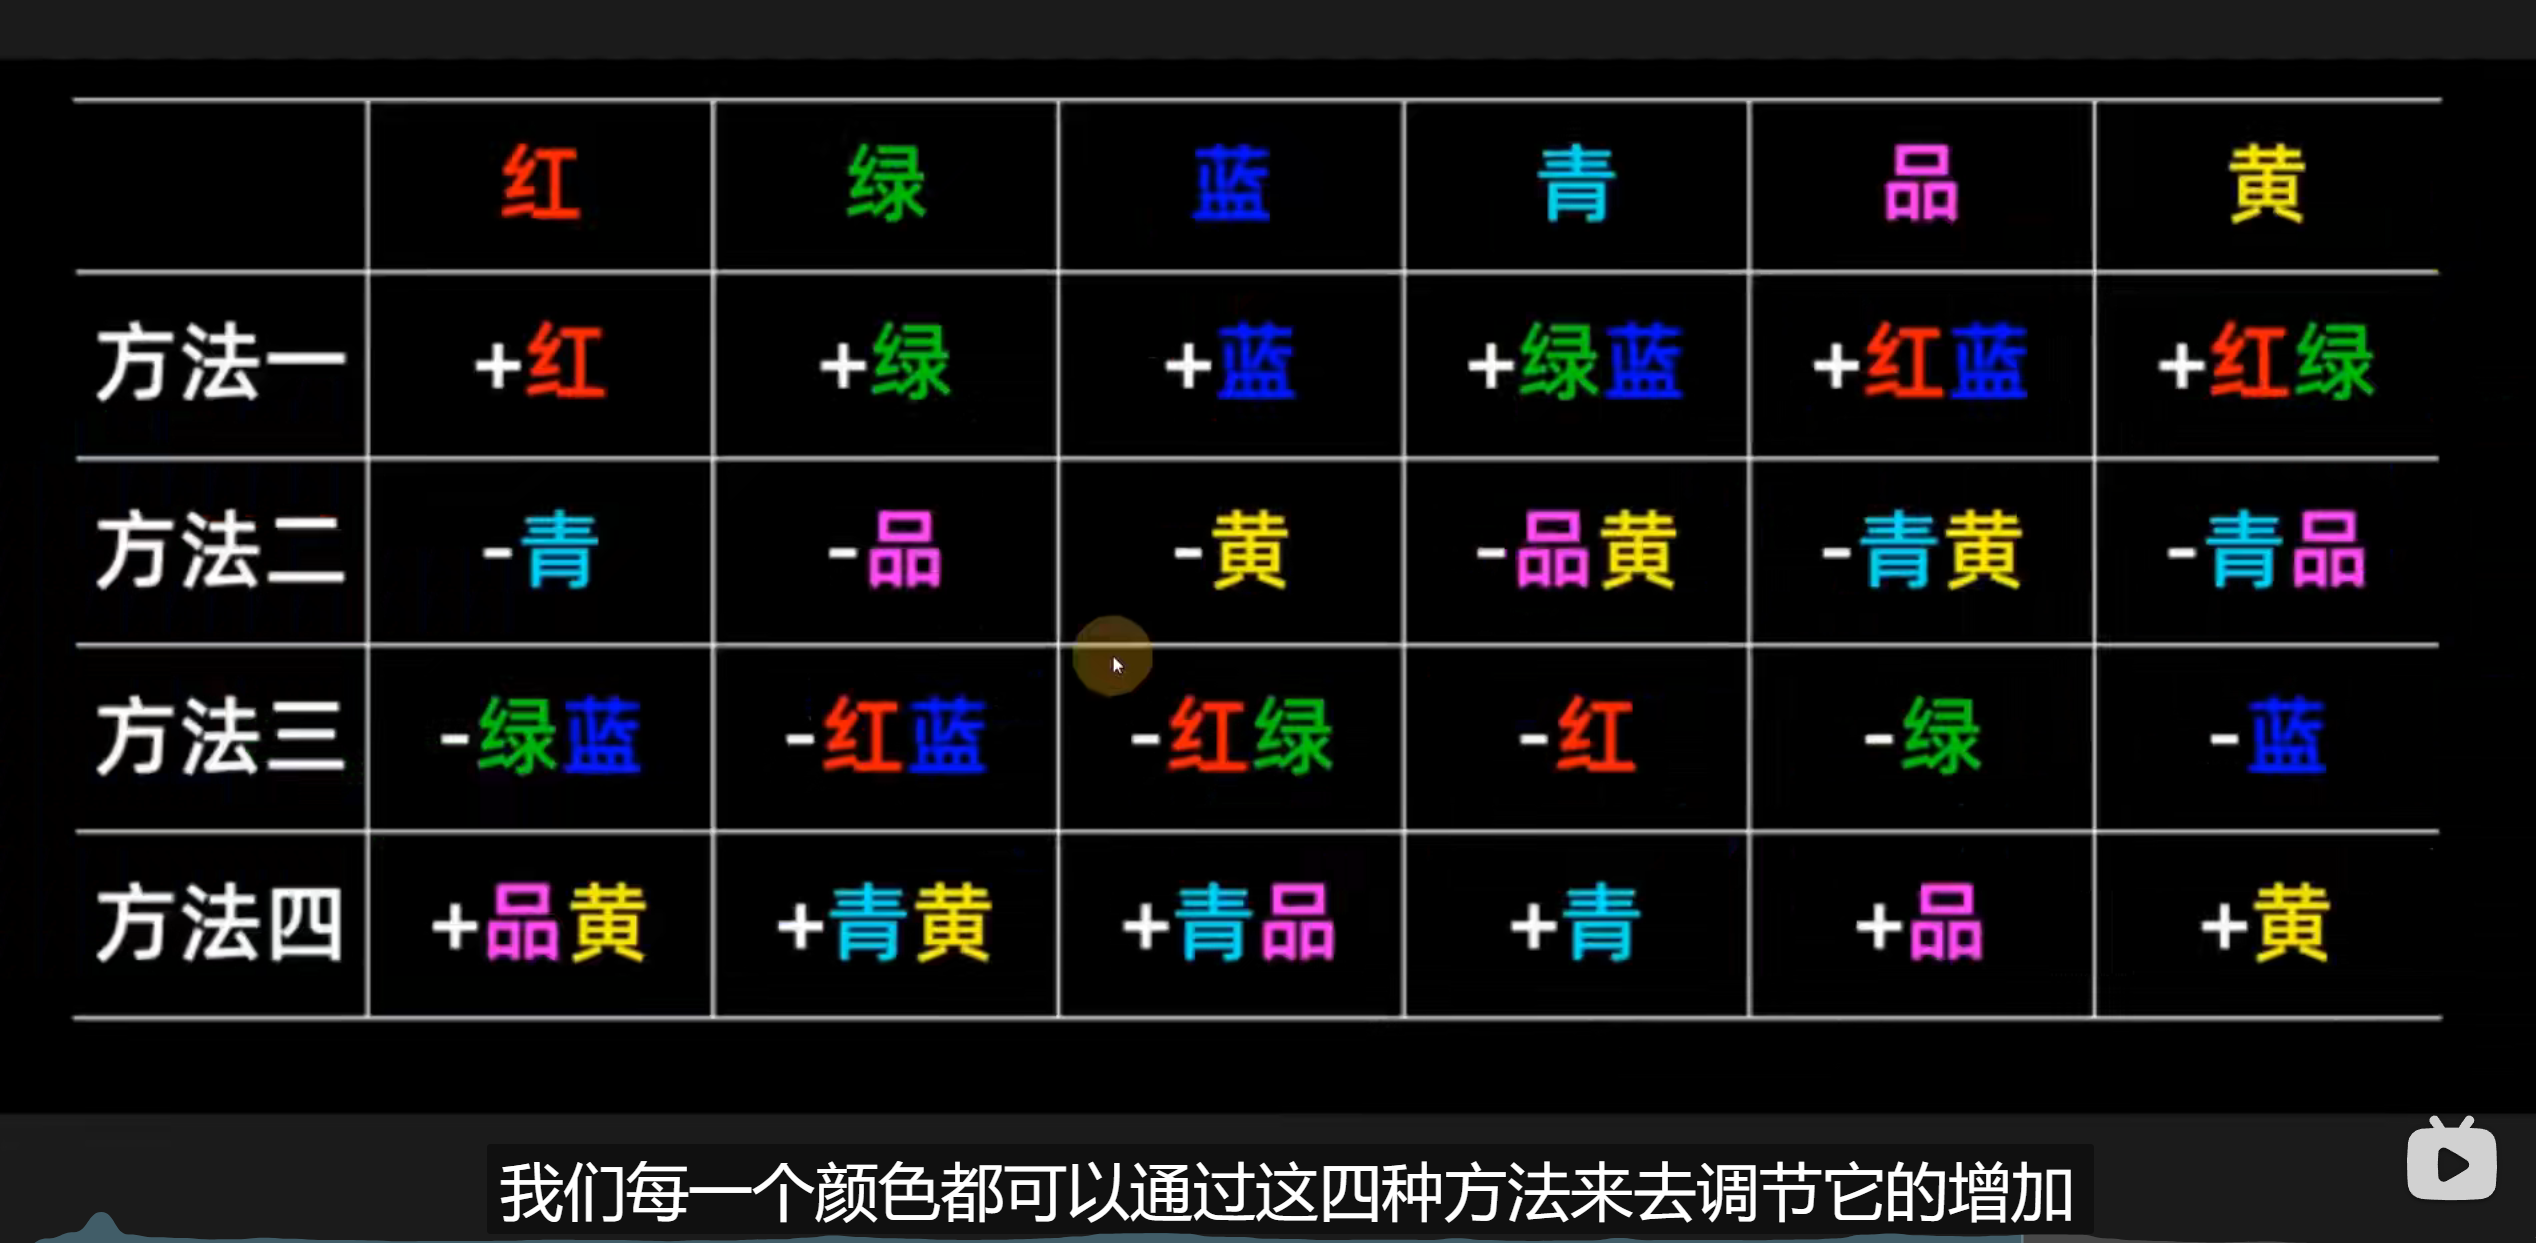 红 绿 蓝 青 品 黄
方法一 +红 +绿 +蓝 +绿蓝 +红蓝 +红绿
方法二 -青 -品 -黄 -品黄 -青黄 -青品
方法三 -绿蓝 -红蓝 -红绿 -红 -绿 -蓝
方法四 +品黄 +青黄 +青品 +青 +品 +黄
我们每一个颜色都可以通过这四种方法来去调节它的增加